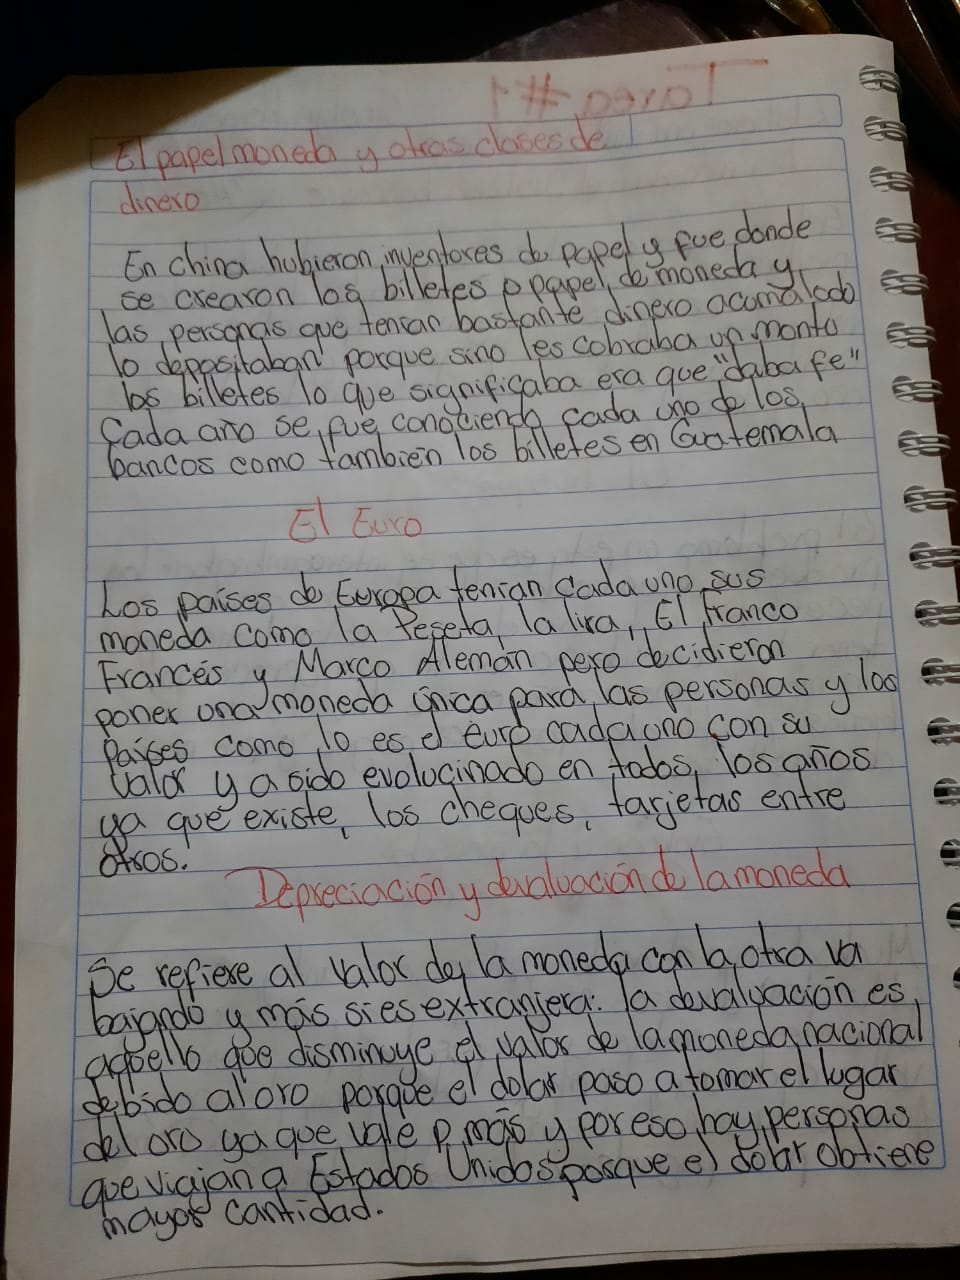 Tarea #1
El papel moneda y otras clases de
dinero
En china hubieron inventores de papel y fue donde
se crearon los billetes o papel de moneda y
las personas que tenian bastante dinero acumalado
lo depositaban porque sino les cobraba un monto
los billetes lo que significaba era que "daba fe"
Cada año se fue conociendo cada uno de los
bancos como también los billetes en Guatemala
El Euro
Los países de Europa tenían cada uno sus
moneda como la Peseta, la lira, El franco
Francés y Marco Alemán pero decidieron
poner una moneda única para las personas y los
Países como lo es el euro cada uno con su
valor y a sido evolucinado en todos los años
ya que existe, los cheques, tarjetas entre
otros.
Depreciación y devaluación de la moneda
Se refiere al valor de la moneda con la otra va
bajando y más si es extranjera. la devaluación es
aquello que disminuye el valor de la moneda nacional
debido al oro porque el dolar paso a tomar el lugar
del oro ya que vale más y por eso hay personas
que viajan a Estados Unidos porque el dolar obtiene
mayor cantidad.